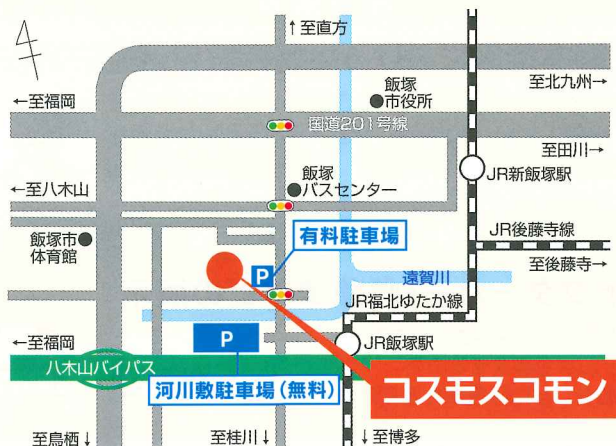 ↑至直方
飯塚
市役所
至北九州→
←至福岡
国道201号線
至田川→
←至八木山
飯塚
バスセンター
JR新飯塚駅
飯塚市
体育館
有料駐車場
P
JR後藤寺線
遠賀川
至後藤寺→
JR福北ゆたか線
P
←至福岡
JR飯塚駅
八木山バイパス
河川敷駐車場(無料)
コスモスコモン
至鳥栖↓
至桂川↓
↓至博多